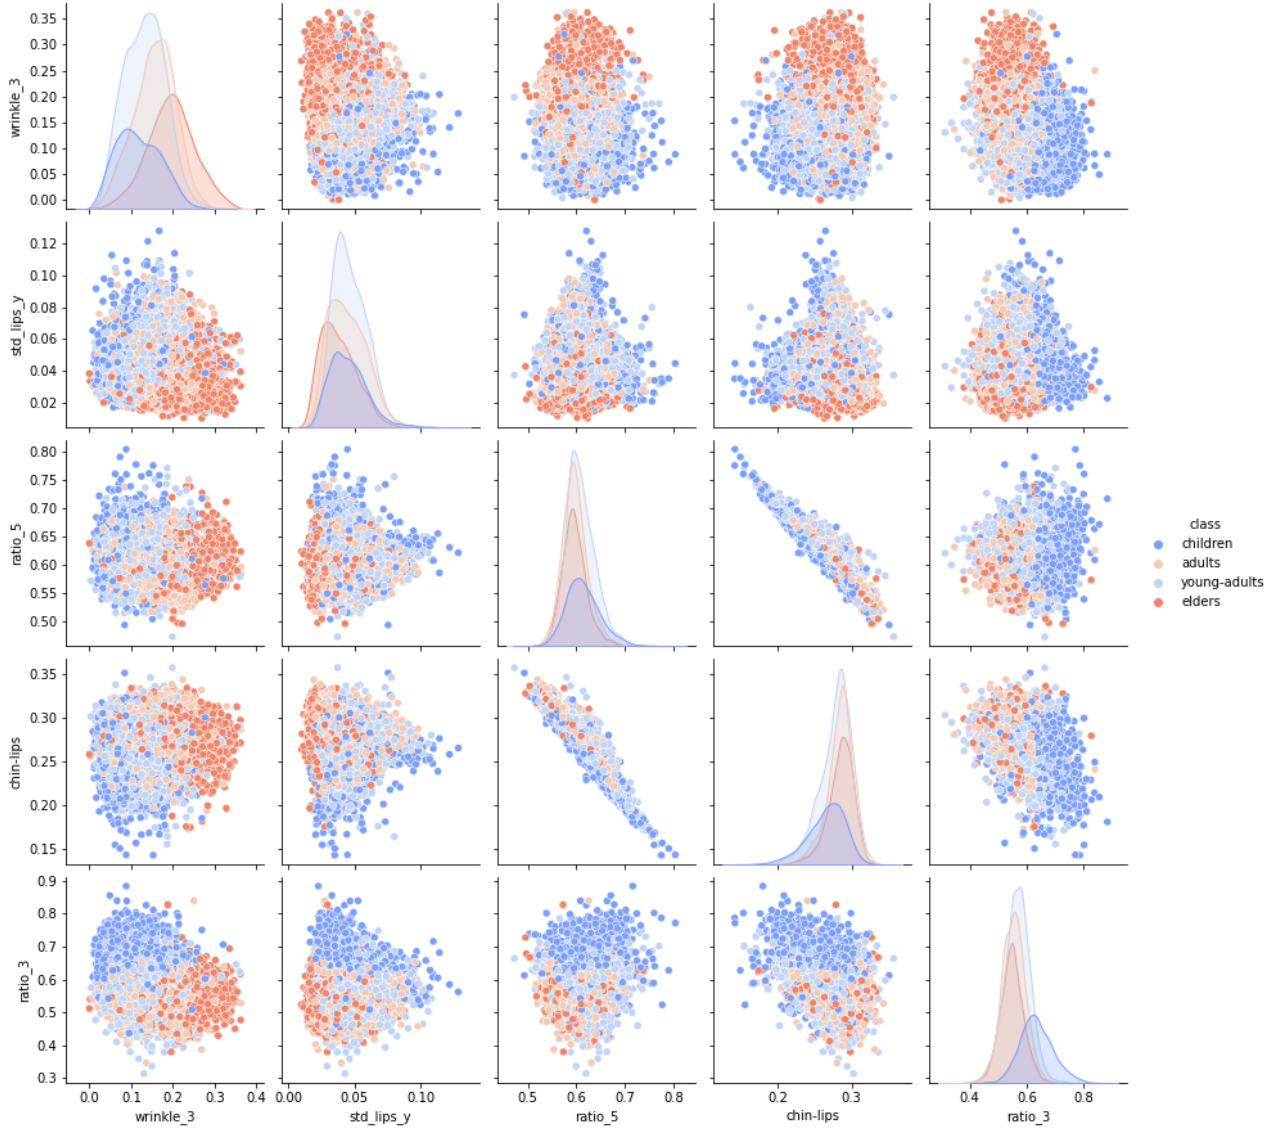 wrinkle_3
0.35
0.30
0.25
0.20
0.15
0.10
0.05
0.00
std_lips_y
0.12
0.10
0.08
0.06
0.04
0.02
ratio_5
0.80
0.75
0.70
0.65
0.60
0.55
0.50
class
children
adults
young-adults
elders
chin-lips
0.35
0.30
0.25
0.20
0.15
ratio_3
0.9
0.8
0.7
0.6
0.5
0.4
0.3
0.0 0.1 0.2 0.3 0.4 0.00 0.05 0.10 0.5 0.6 0.7 0.8 0.2 0.3 0.4 0.6 0.8
wrinkle_3 std_lips_y ratio_5 chin-lips ratio_3